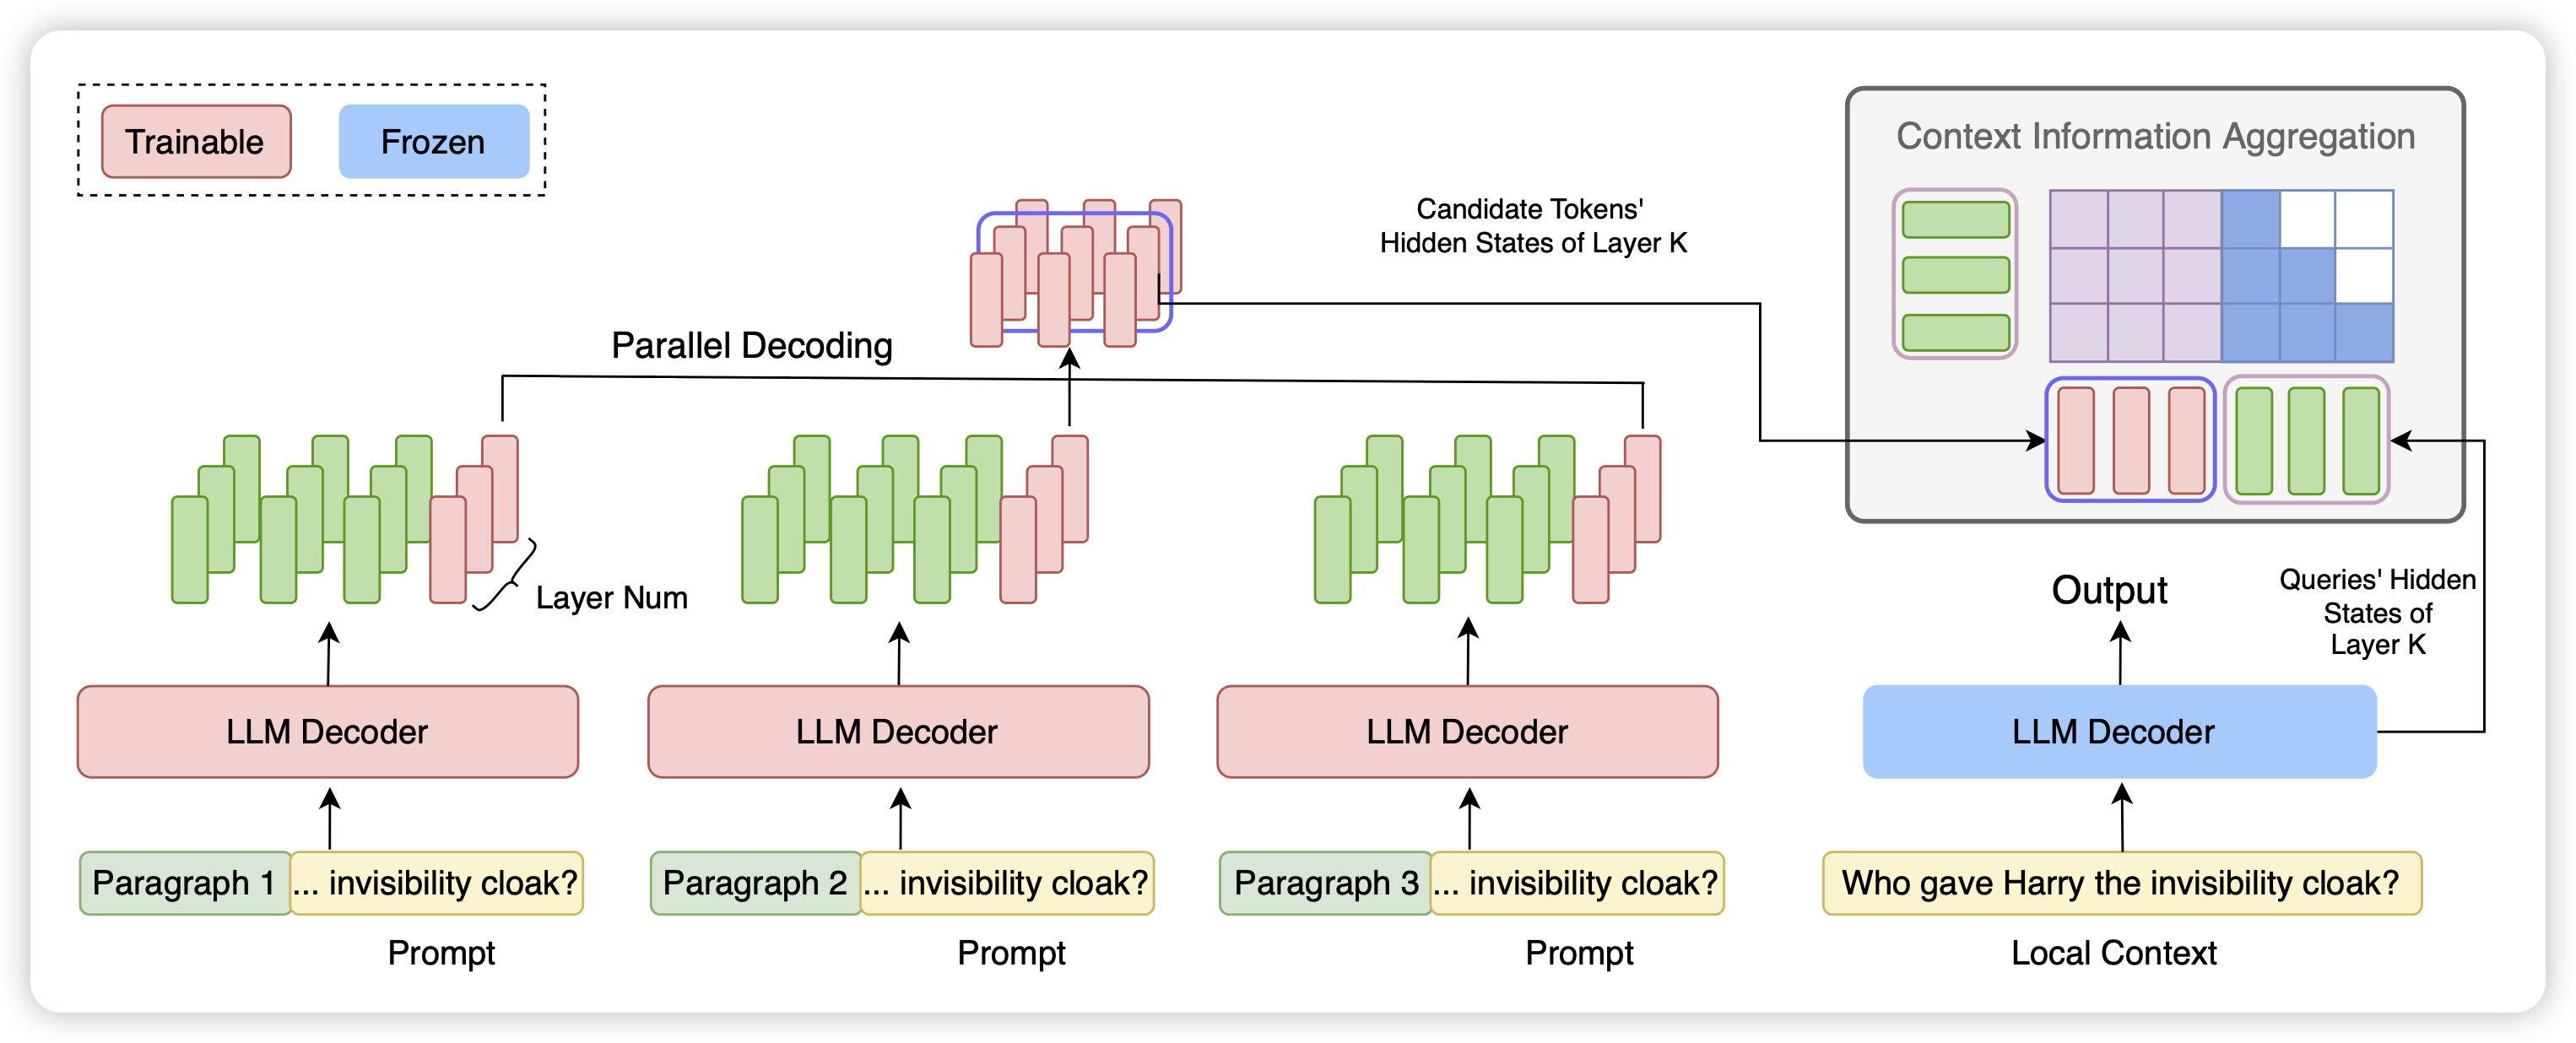 Trainable
Frozen
Context Information Aggregation
Candidate Tokens'
Hidden States of Layer K
Parallel Decoding
Layer Num
Output
Queries' Hidden
States of
Layer K
LLM Decoder
LLM Decoder
LLM Decoder
LLM Decoder
Paragraph 1
... invisibility cloak?
Paragraph 2
... invisibility cloak?
Paragraph 3
... invisibility cloak?
Who gave Harry the invisibility cloak?
Prompt
Prompt
Prompt
Local Context